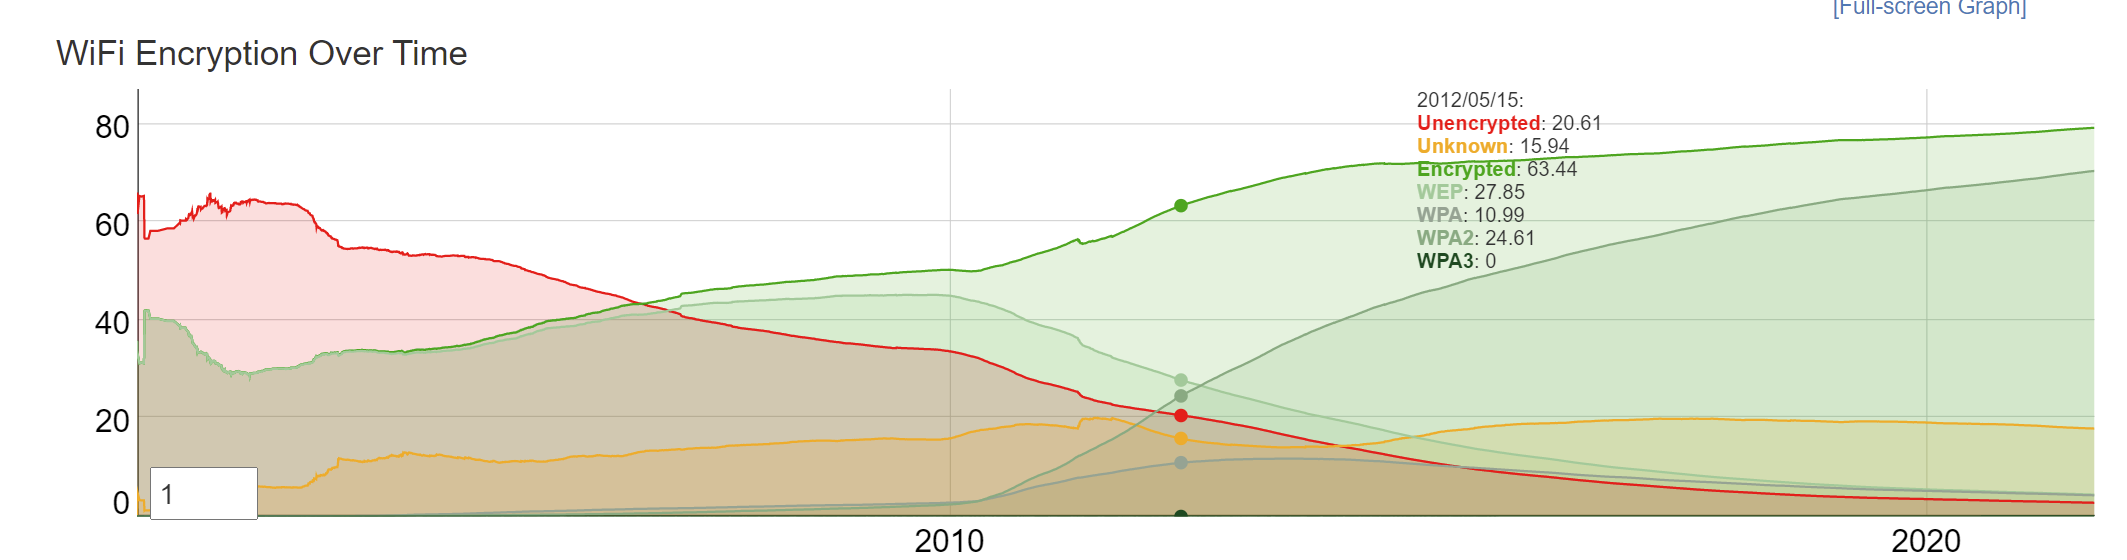 [Full-screen Graph]
WiFi Encryption Over Time
2012/05/15:
Unencrypted: 20.61
Unknown: 15.94
Encrypted: 63.44
WEP: 27.85
WPA: 10.99
WPA2: 24.61
WPA3: 0
80
60
40
20
0
1
2010
2020